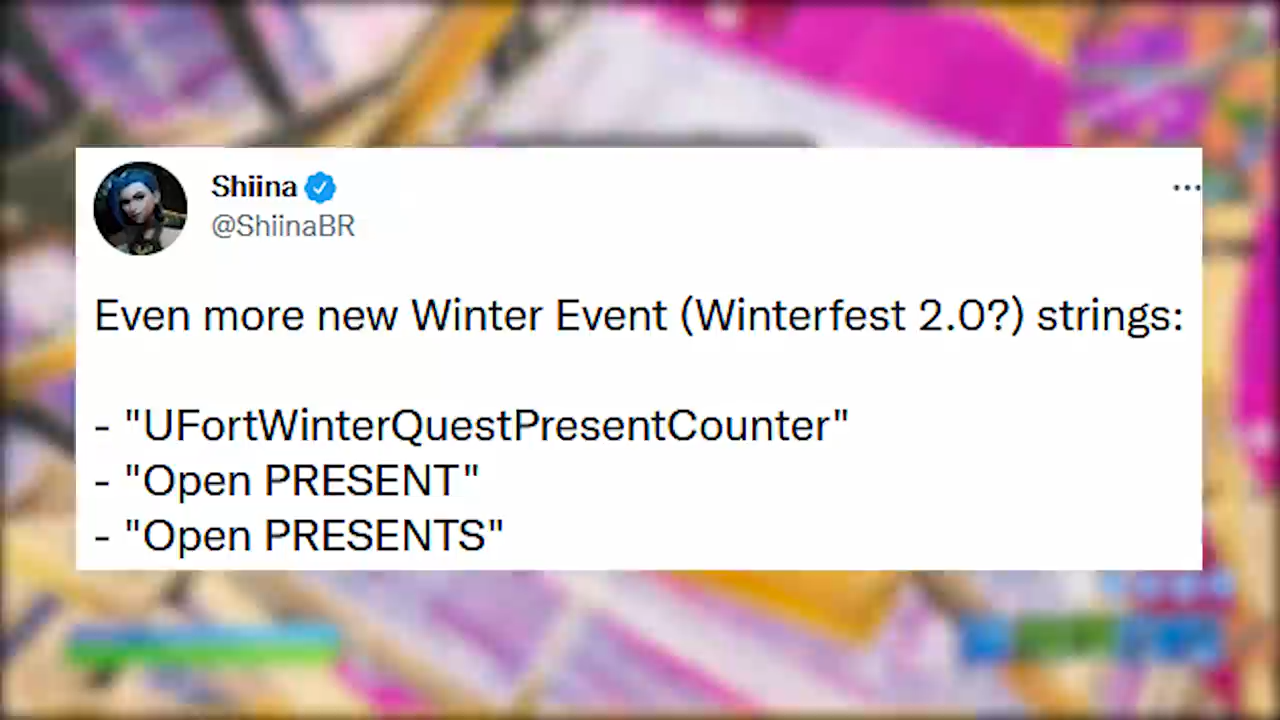 Shiina
@ShiinaBR
Even more new Winter Event (Winterfest 2.0?) strings:
- "UFortWinterQuestPresentCounter"
- "Open PRESENT"
- "Open PRESENTS"